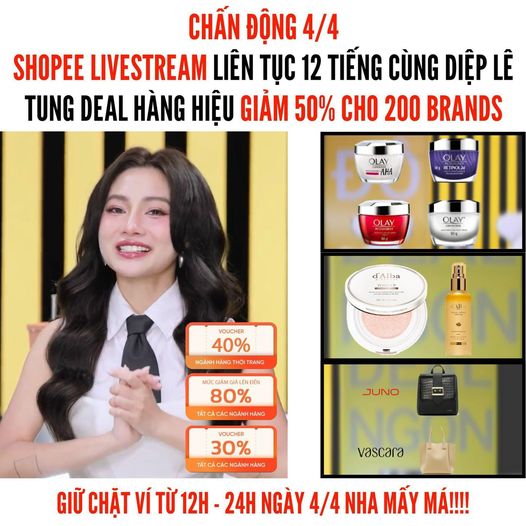 CHẤN ĐỘNG 4/4
SHOPEE LIVESTREAM LIÊN TỤC 12 TIẾNG CÙNG DIỆP LÊ
TUNG DEAL HÀNG HIỆU GIẢM 50% CHO 200 BRANDS
VOUCHER
40%
NGÀNH HÀNG THỜI TRANG
MỨC GIẢM GIÁ LÊN ĐẾN
80%
TẤT CẢ CÁC NGÀNH HÀNG
VOUCHER
30%
TẤT CẢ CÁC NGÀNH HÀNG
OLAY
AHA
OLAY
RETINOL24
OLAY
OLAY
d'Alba
d'Alba
JUNO
VASCARA
GIỮ CHẶT VÍ TỪ 12H - 24H NGÀY 4/4 NHA MẤY MÁ!!!!